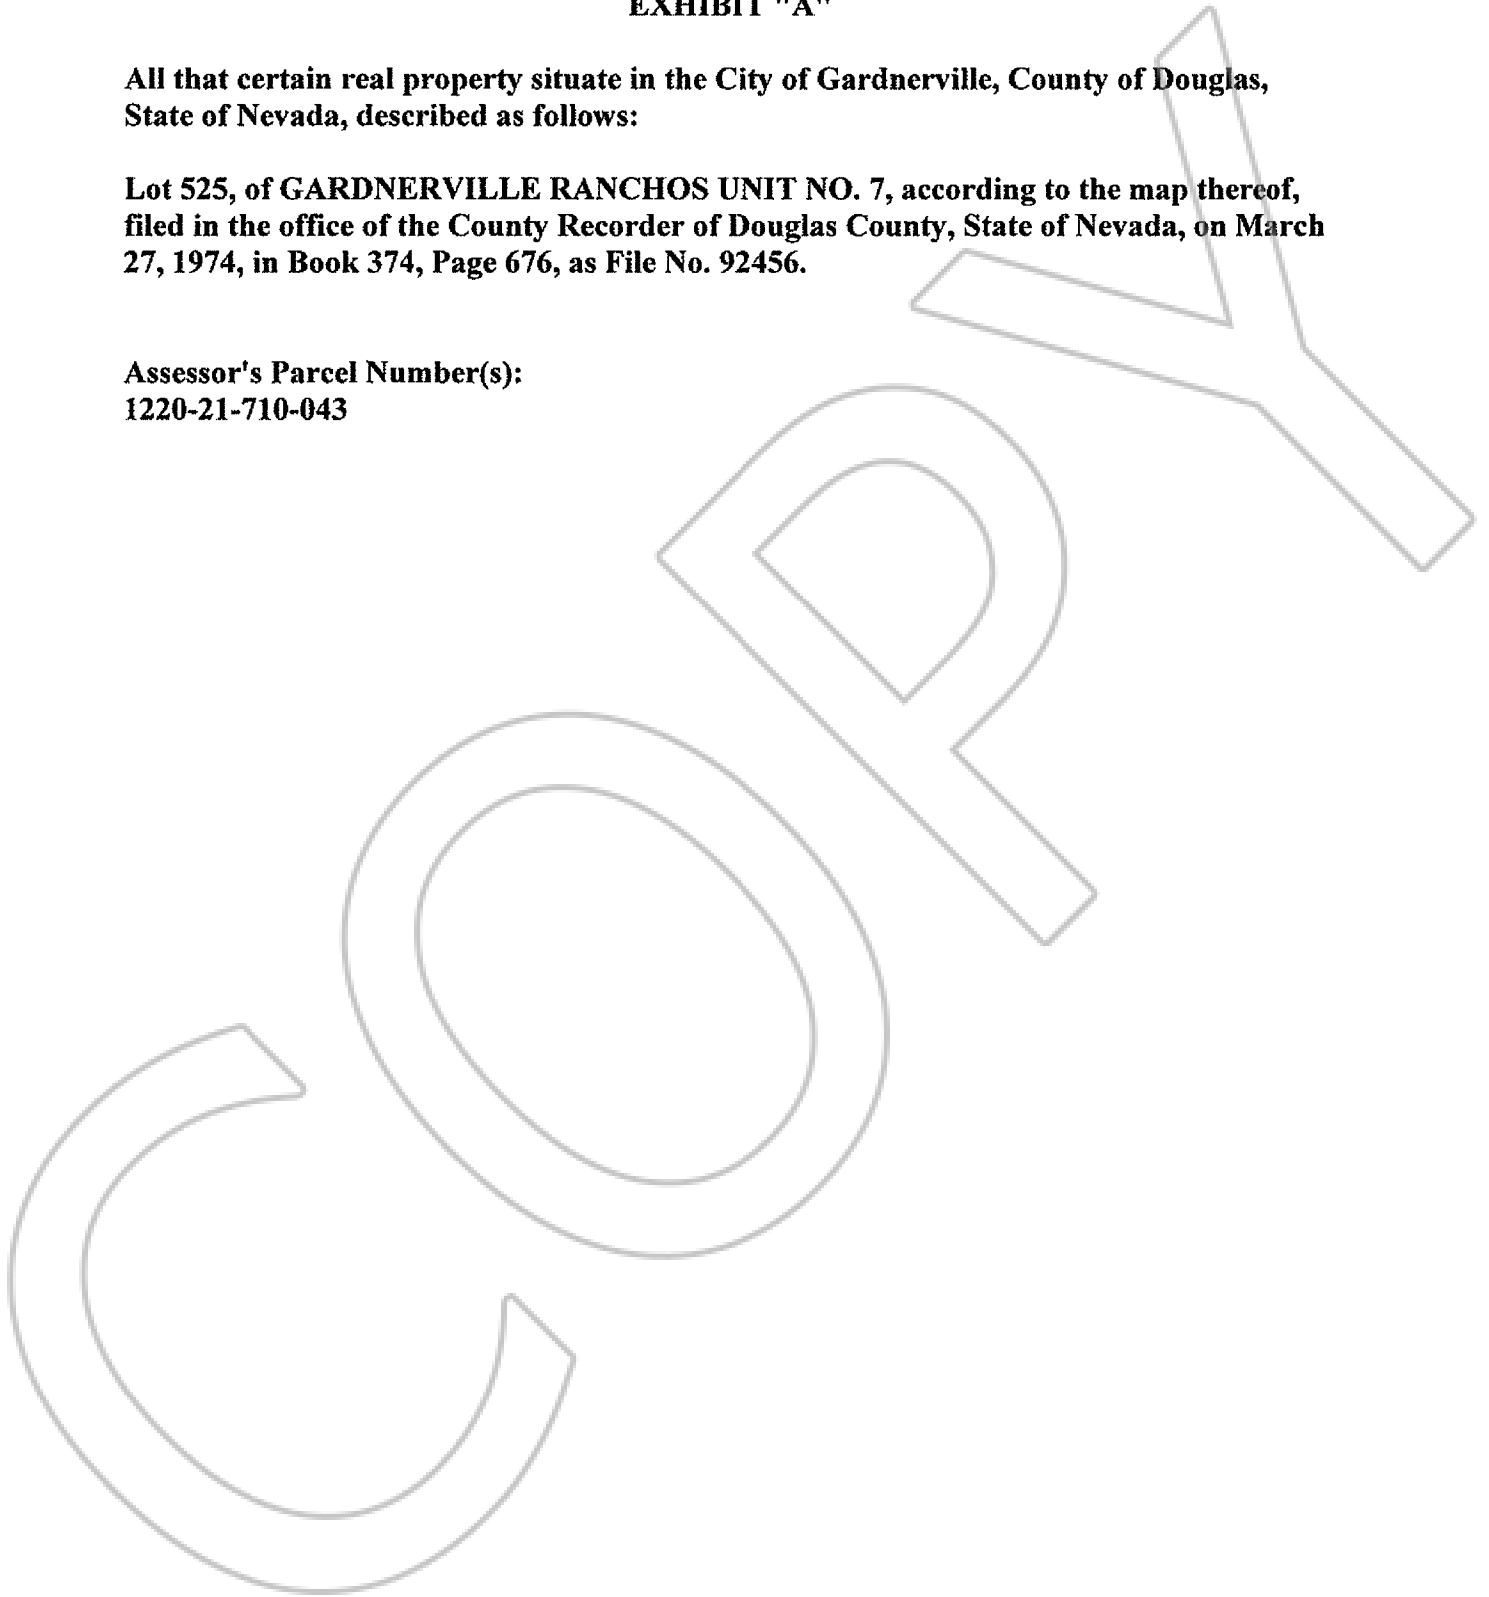 EXHIBIT "A"
All that certain real property situate in the City of Gardnerville, County of Douglas,
State of Nevada, described as follows:
Lot 525, of GARDNERVILLE RANCHOS UNIT NO. 7, according to the map thereof,
filed in the office of the County Recorder of Douglas County, State of Nevada, on March
27, 1974, in Book 374, Page 676, as File No. 92456.
Assessor's Parcel Number(s):
1220-21-710-043
COPY